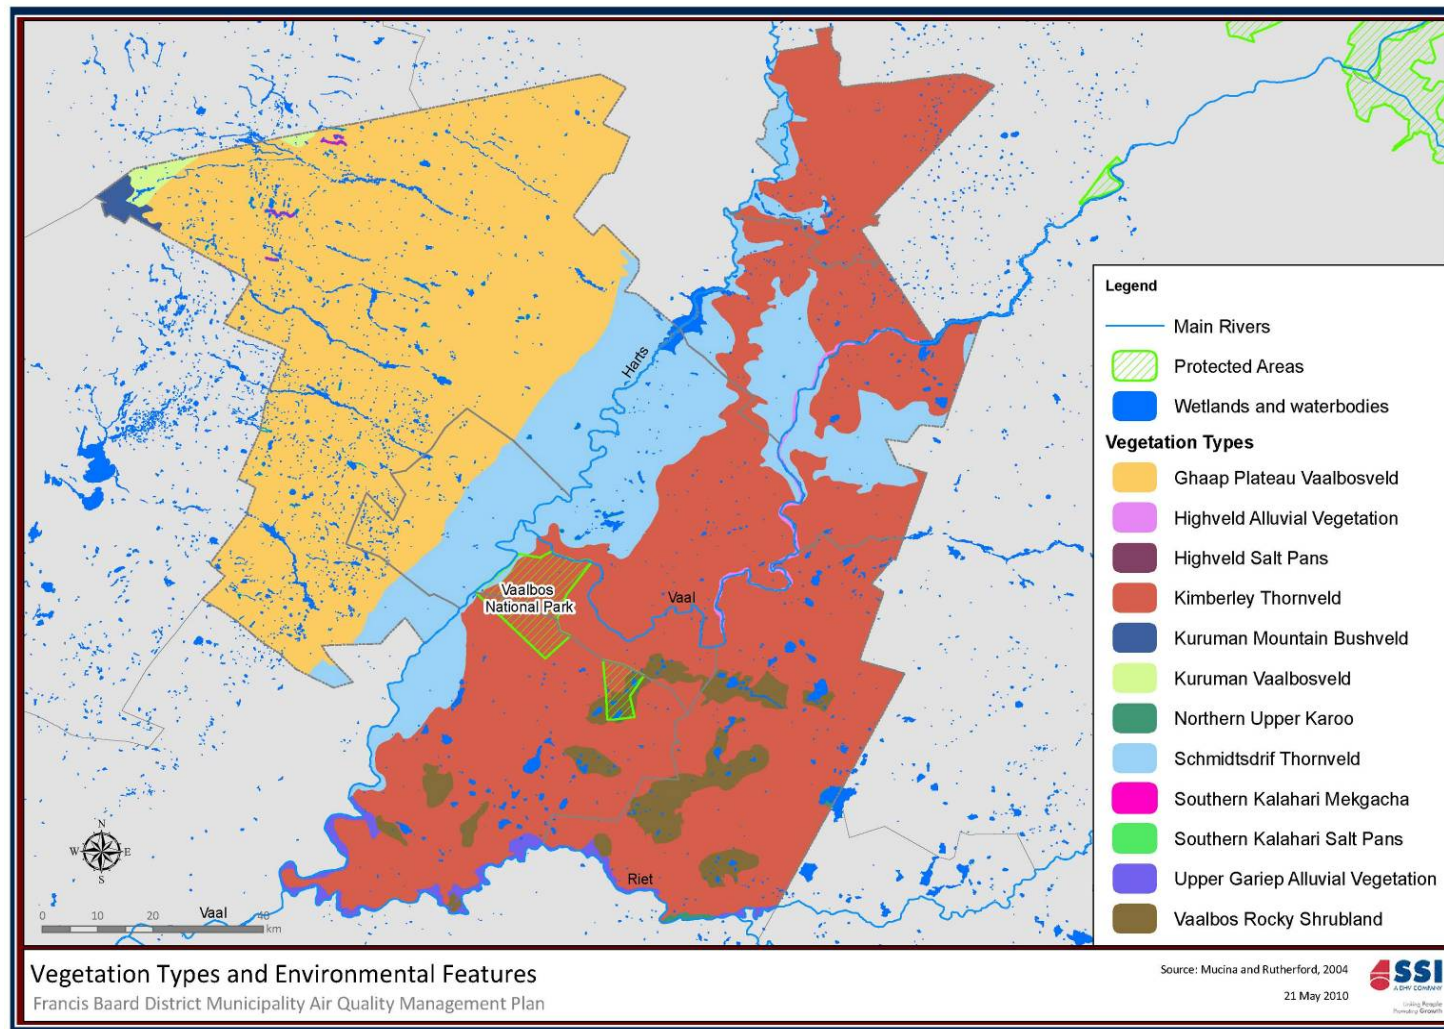 Harts
Vaalbos
National Park
Vaal
Riet
Vaal
N
W
E
S
0
10
20
40
km
Legend
Main Rivers
Protected Areas
Wetlands and waterbodies
Vegetation Types
Ghaap Plateau Vaalbosveld
Highveld Alluvial Vegetation
Highveld Salt Pans
Kimberley Thornveld
Kuruman Mountain Bushveld
Kuruman Vaalbosveld
Northern Upper Karoo
Schmidtsdrif Thornveld
Southern Kalahari Mekgacha
Southern Kalahari Salt Pans
Upper Gariep Alluvial Vegetation
Vaalbos Rocky Shrubland
Vegetation Types and Environmental Features
Francis Baard District Municipality Air Quality Management Plan
Source: Mucina and Rutherford, 2004
21 May 2010
SSI
A DHV COMPANY
Linking People
Promoting Growth